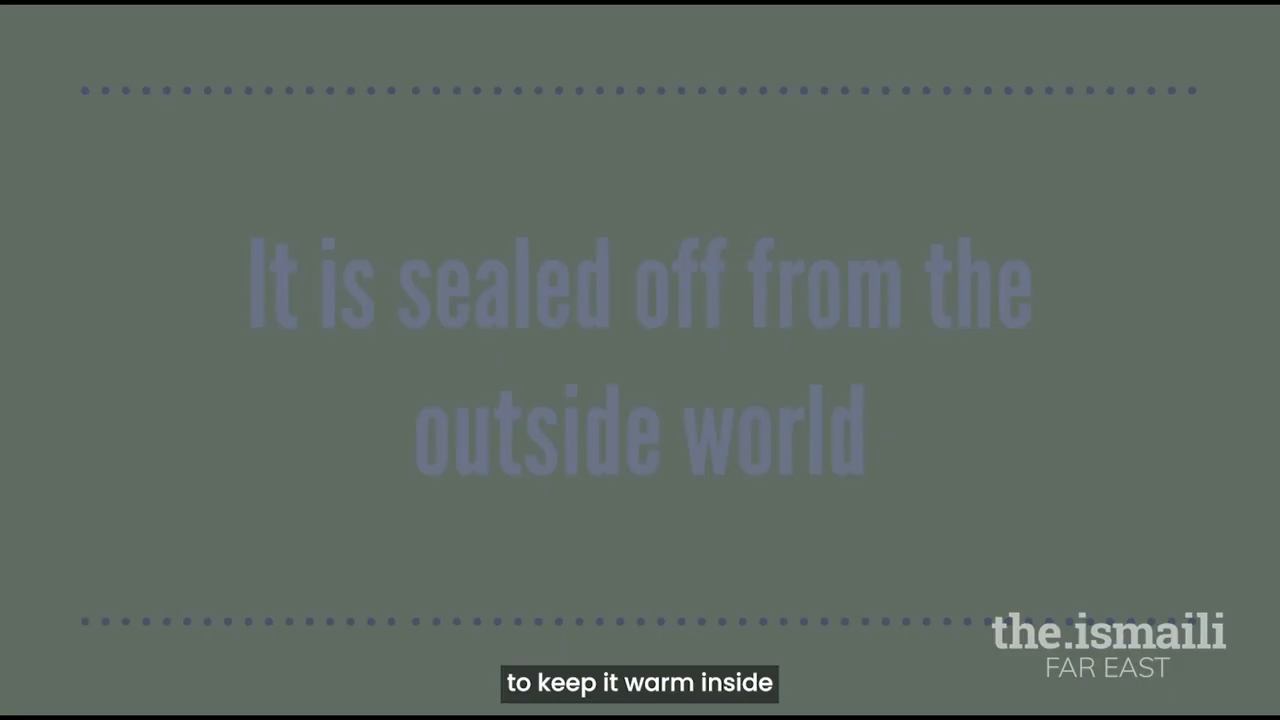 It is sealed off from the
outside world
the.ismaili
FAR EAST
to keep it warm inside